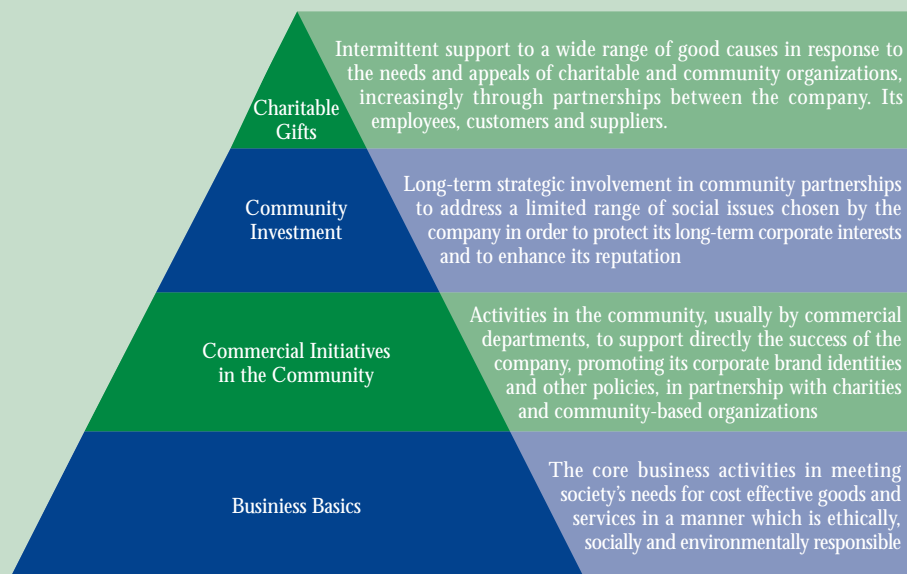 Charitable
Gifts
Intermittent support to a wide range of good causes in response to
the needs and appeals of charitable and community organizations,
increasingly through partnerships between the company. Its
employees, customers and suppliers.
Community
Investment
Long-term strategic involvement in community partnerships
to address a limited range of social issues chosen by the
company in order to protect its long-term corporate interests
and to enhance its reputation
Commercial Initiatives
in the Community
Activities in the community, usually by commercial
departments, to support directly the success of the
company, promoting its corporate brand identities
and other policies, in partnership with charities
and community-based organizations
Businiess Basics
The core business activities in meeting
society's needs for cost effective goods and
services in a manner which is ethically,
socially and environmentally responsible